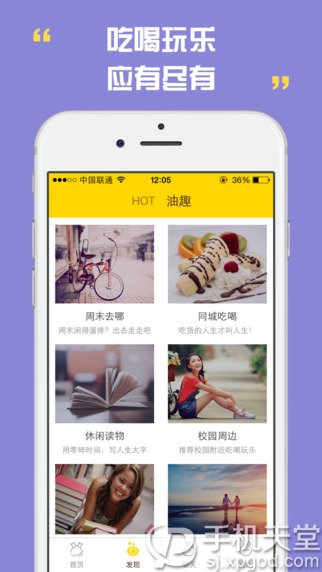 吃喝玩乐
应有尽有
中国联通
12:05
36%
HOT 油趣
周末去哪
周末闲得蛋疼?出去走走吧
同城吃喝
吃货的人生才叫人生!
休闲读物
用零碎时间,写人生大字
校园周边
推荐校园附近吃喝玩乐
首页
发现
手机天堂
sj.xpgod.com